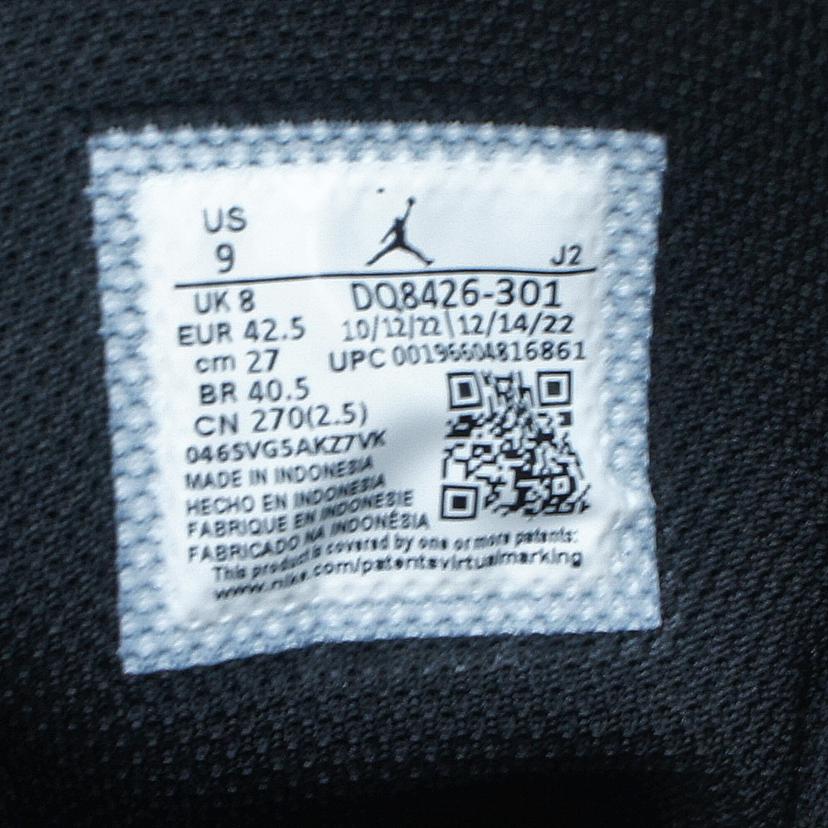 US
9
J2
UK 8
DQ8426-301
EUR 42.5
10/12/22\12/14/22
cm 27
UPC 00196604816861
BR 40.5
CN 270(2.5)
046SVG5AKZ7VK
MADE IN INDONESIA
HECHO EN INDONESIA
FABRIQUE EN INDONESIE
FABRICADO NA INDONÉSIA
This product is covered by one or more patents:
www.nike.com/patentsvirtualmarking